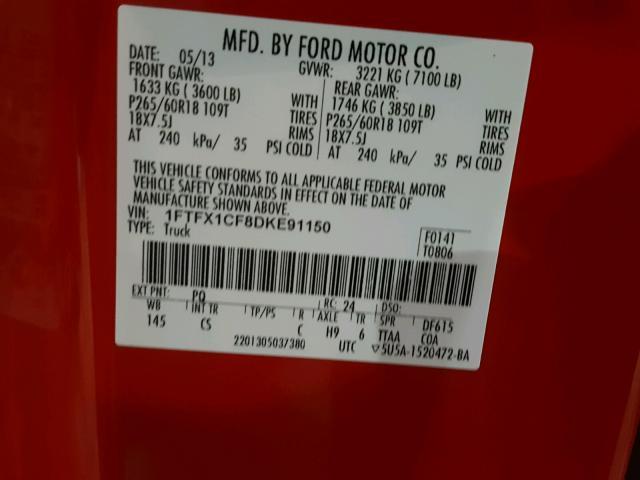 MFD. BY FORD MOTOR CO.
DATE: 05/13 GVWR: 3221 KG ( 7100 LB)
FRONT GAWR: REAR GAWR:
1633 KG ( 3600 LB) WITH 1746 KG ( 3850 LB) WITH
P265/60R18 109T TIRES P265/60R18 109T TIRES
18X7.5J RIMS 18X7.5J RIMS
AT 240 kPa/ 35 PSI COLD AT 240 kPa/ 35 PSI COLD
THIS VEHICLE CONFORMS TO ALL APPLICABLE FEDERAL MOTOR
VEHICLE SAFETY STANDARDS IN EFFECT ON THE DATE OF
MANUFACTURE SHOWN ABOVE.
VIN: 1FTFX1CF8DKE91150 F0141
TYPE: Truck T0806
EXT PNT: PQ RC: 24 DSO:
WB INT TR TP/PS R AXLE TR SPR DF615
145 CS C H9 6 TTAA COA
2201305037380 UTC ▽5U5A-1520472-BA